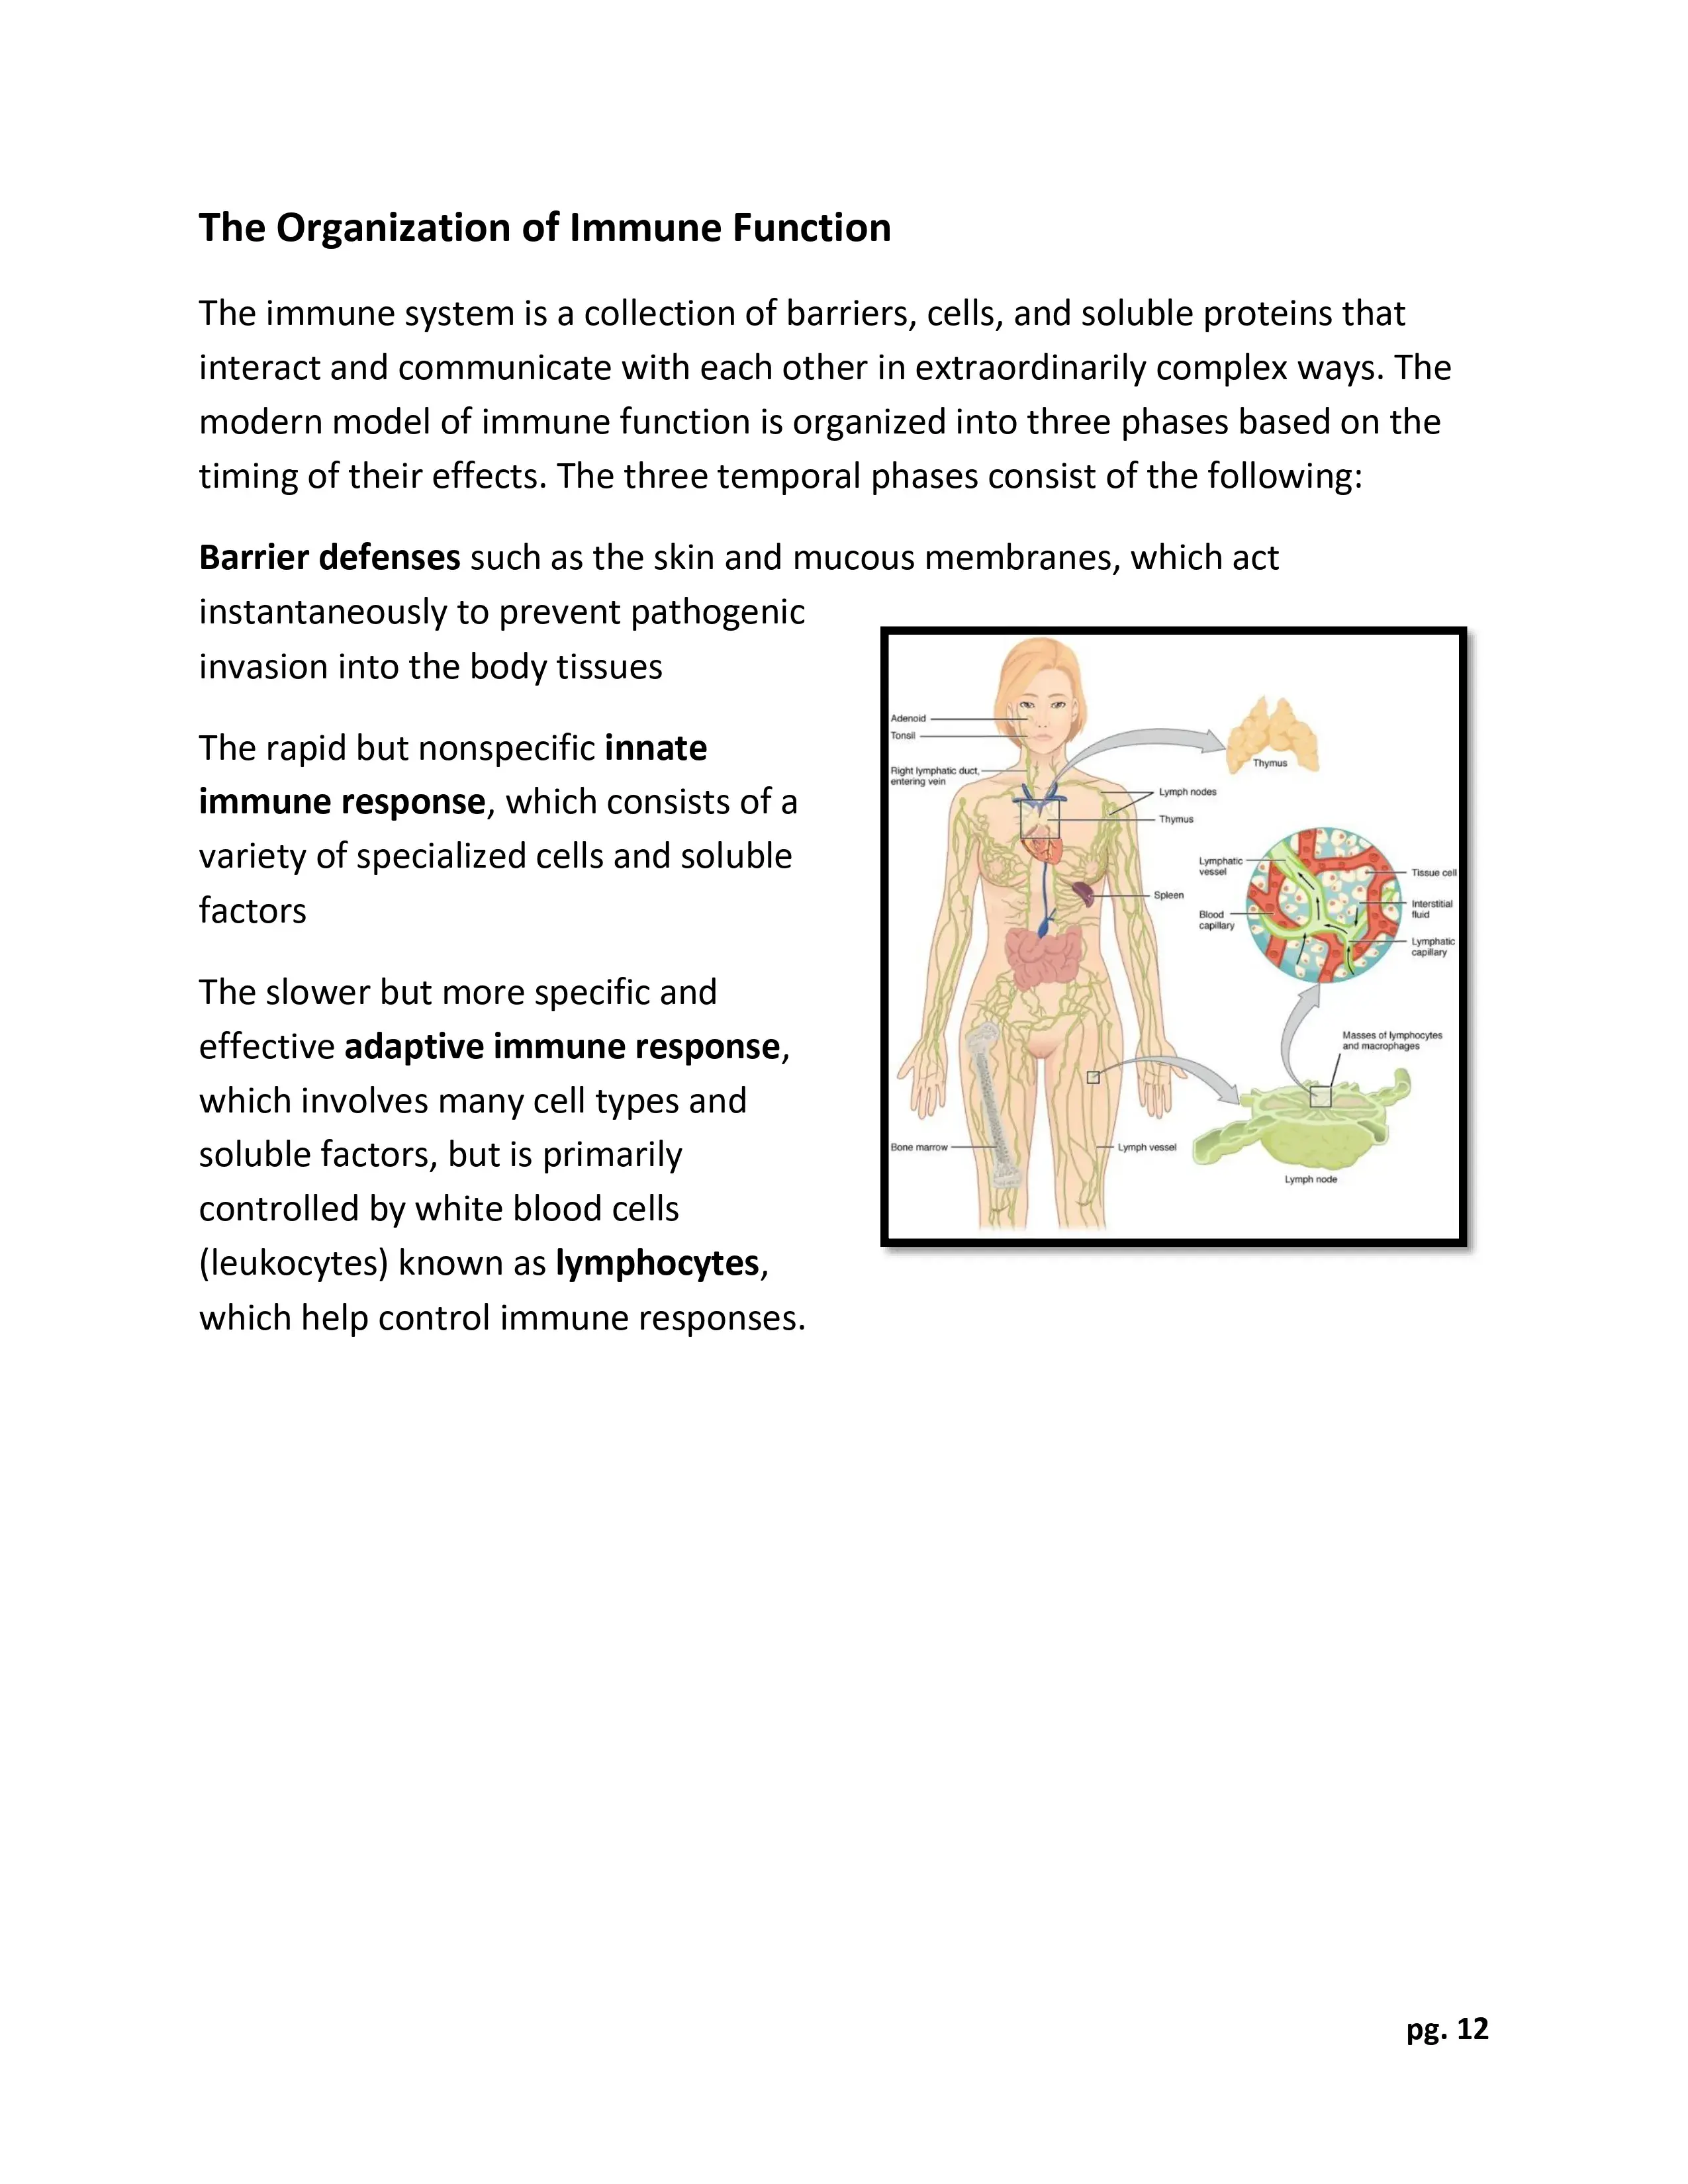 The Organization of Immune Function
The immune system is a collection of barriers, cells, and soluble proteins that
interact and communicate with each other in extraordinarily complex ways. The
modern model of immune function is organized into three phases based on the
timing of their effects. The three temporal phases consist of the following:
Barrier defenses such as the skin and mucous membranes, which act
instantaneously to prevent pathogenic
invasion into the body tissues
The rapid but nonspecific innate
immune response, which consists of a
variety of specialized cells and soluble
factors
The slower but more specific and
effective adaptive immune response,
which involves many cell types and
soluble factors, but is primarily
controlled by white blood cells
(leukocytes) known as lymphocytes,
which help control immune responses.
Adenoid
Tonsil
Right lymphatic duct,
entering vein
Thymus
Lymph nodes
Thymus
Spleen
Lymphatic
vessel
Blood
capillary
Tissue cell
Interstitial
fluid
Lymphatic
capillary
Masses of lymphocytes
and macrophages
Bone marrow
Lymph vessel
Lymph node
pg. 12